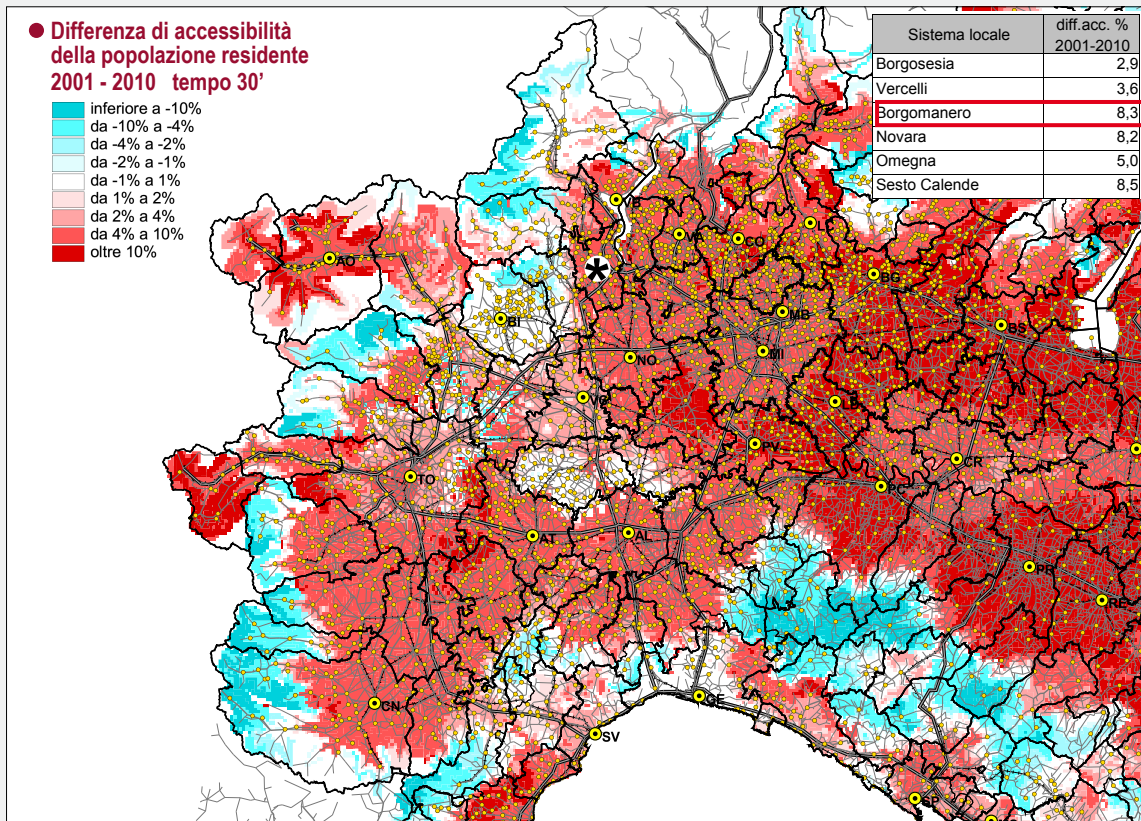 Differenza di accessibilità
della popolazione residente
2001 - 2010 tempo 30'
inferiore a -10%
da -10% a -4%
da -4% a -2%
da -2% a -1%
da -1% a 1%
da 1% a 2%
da 2% a 4%
da 4% a 10%
oltre 10%
Sistema locale diff.acc. %
2001-2010
Borgosesia 2,9
Vercelli 3,6
Borgomanero 8,3
Novara 8,2
Omegna 5,0
Sesto Calende 8,5
VB
VA
CO
AO
BG
BI
MB
BS
MI
NO
VC
PV
CR
TO
AT
AL
PR
RE
CN
GE
SV
SP